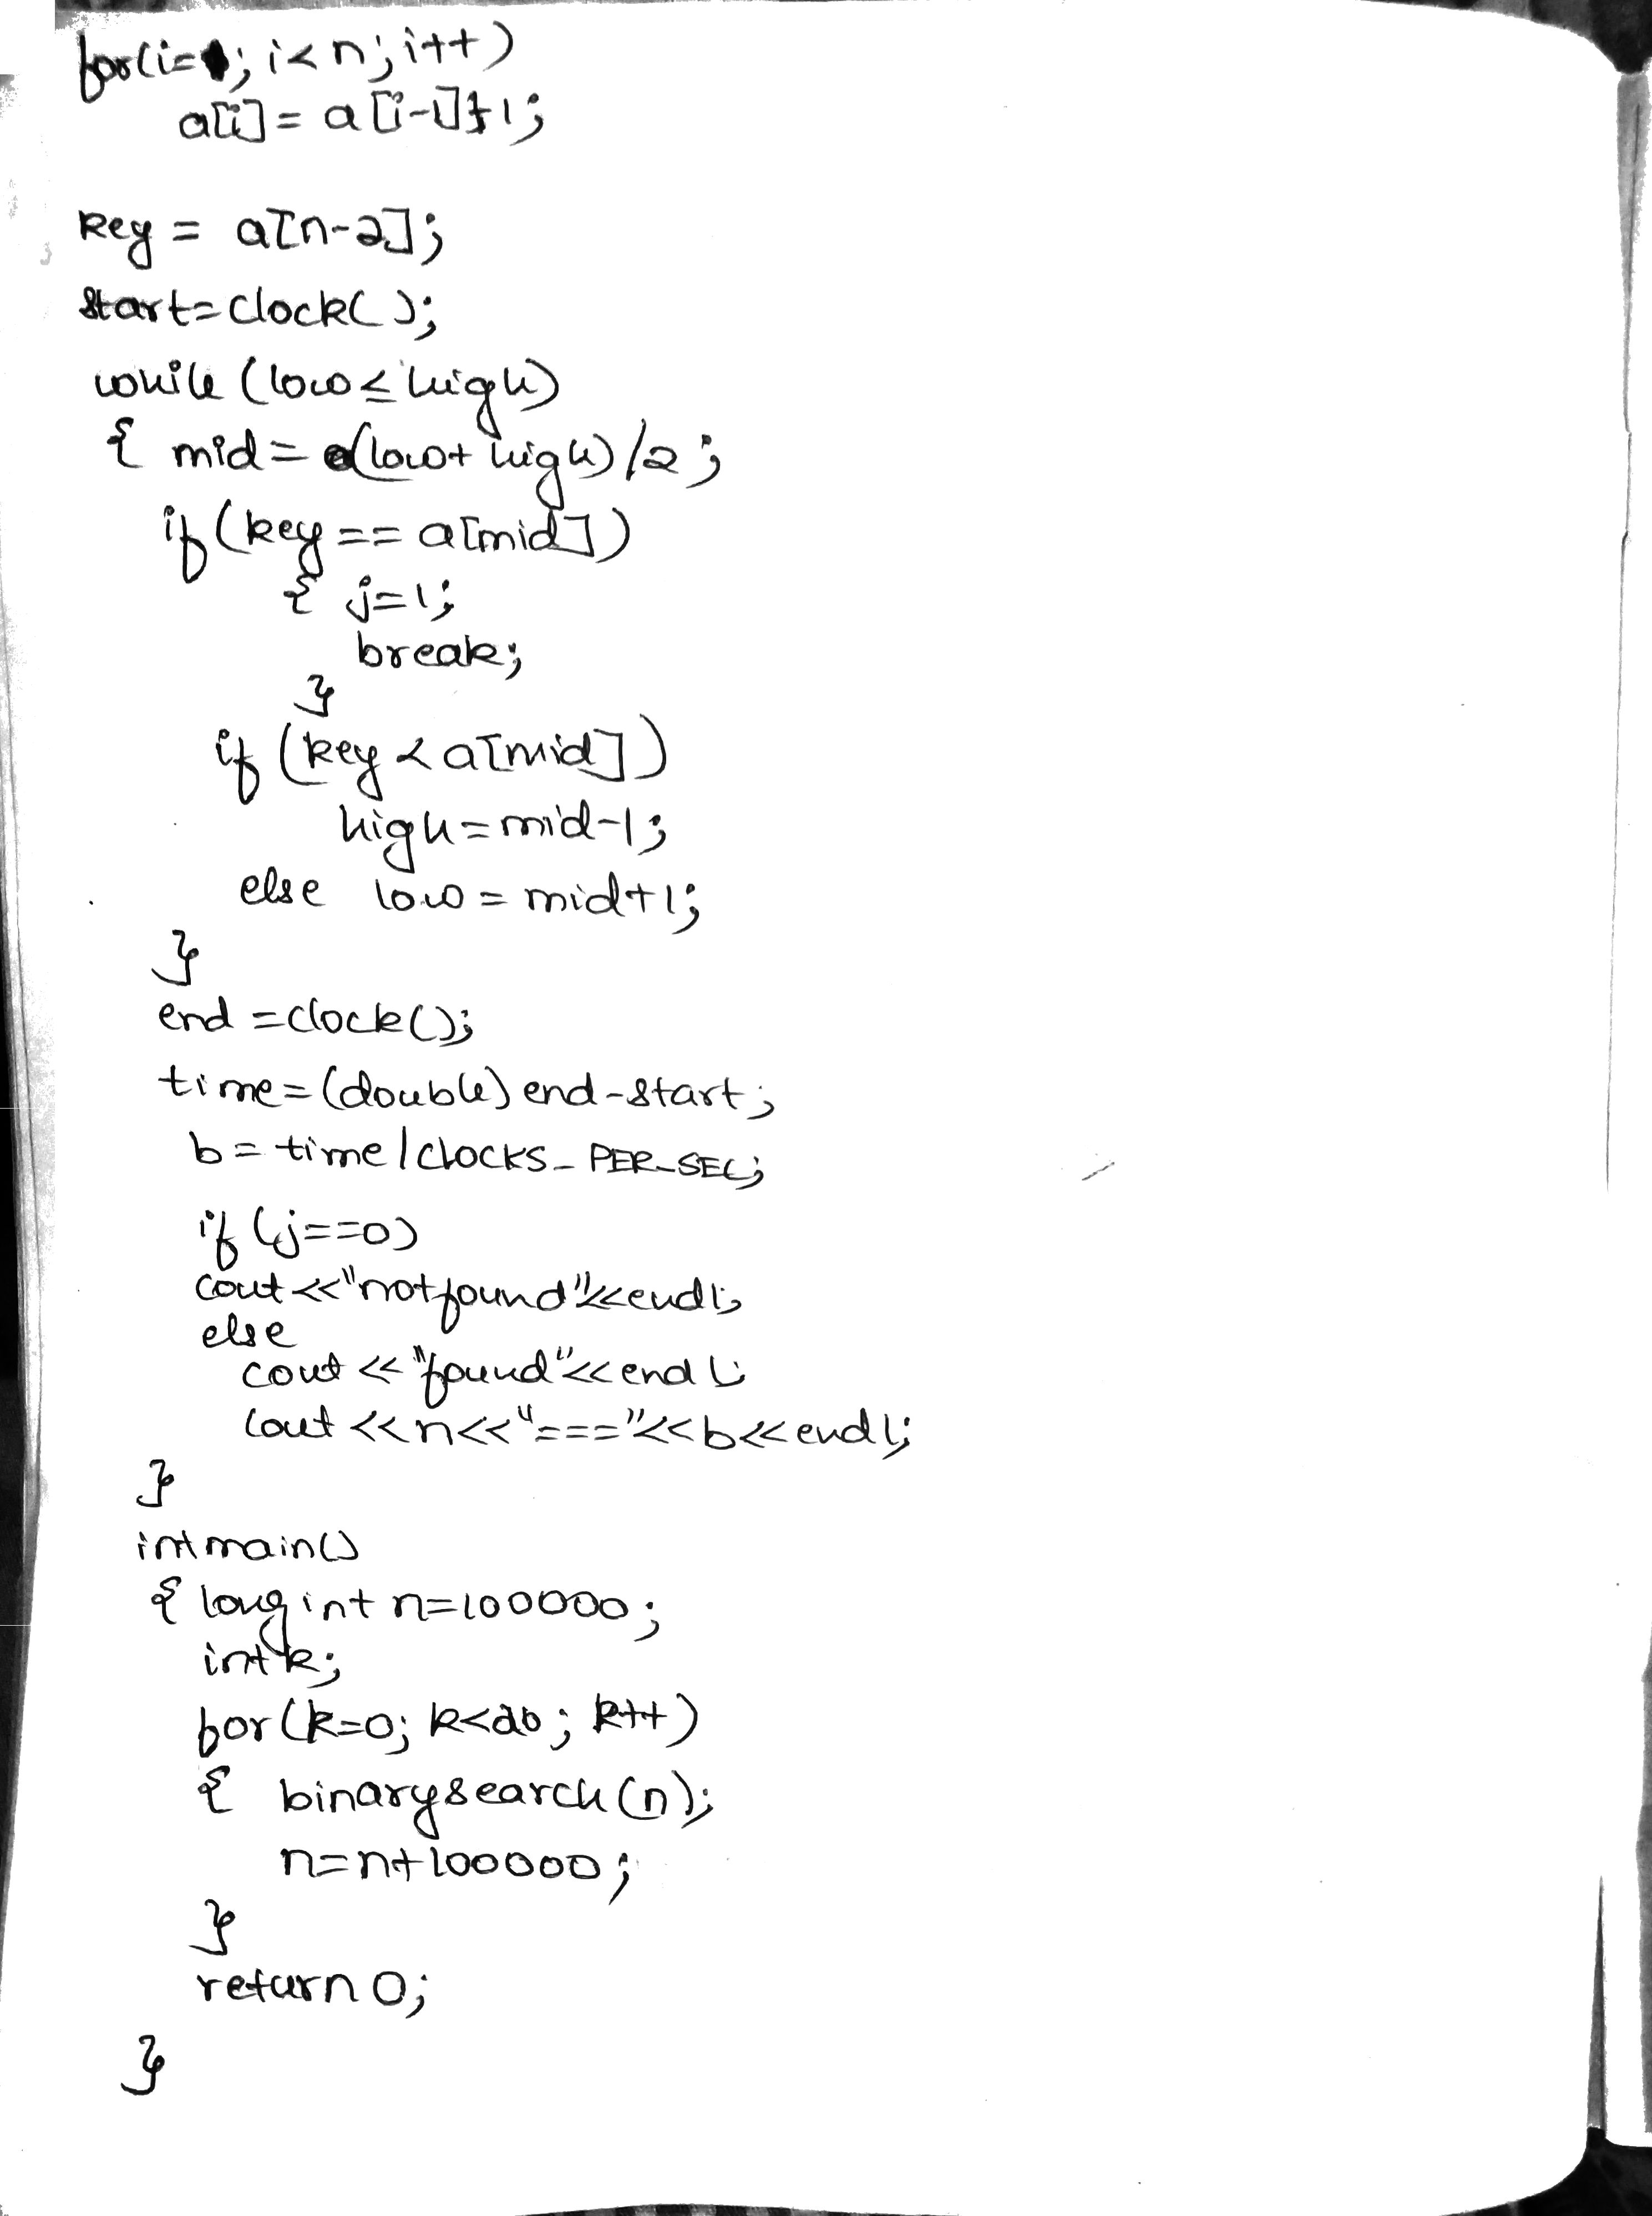 for(i=1; i<n; i++)
a[i]= a[i-1]+1;
key = a[n-2];
start=clock();
while (low≤high)
{ mid= (low+high)/2;
if(key== a[mid])
{ j=1;
break;
}
if (key<a[mid])
high=mid-1;
else low=mid+1;
}
end=clock();
time=(double)end-start;
b=time/CLOCKS_PER_SEC;
if(j==0)
cout<<"notfound"<<endl;
else
cout<<"found"<<endl;
cout<<n<<"==="<<b<<endl;
}
int main()
{ long int n=100000;
int k;
for(k=0; k<20; k++)
{ binarysearch(n);
n=n+100000;
}
return 0;
}